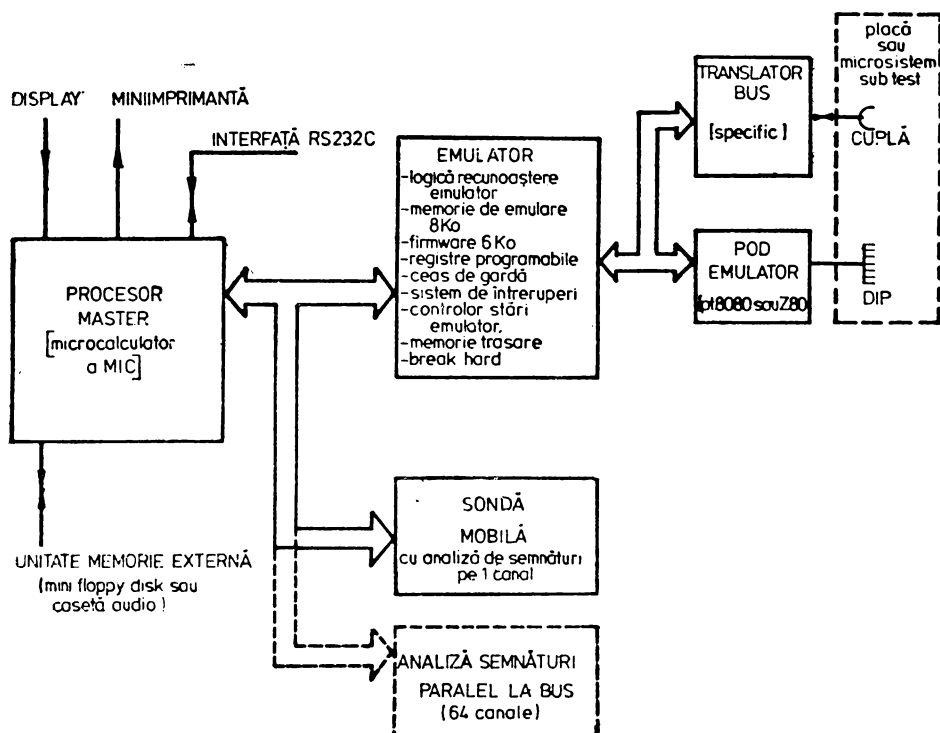 DISPLAY
MINIIMPRIMANTĂ
INTERFAȚĂ RS232C
PROCESOR
MASTER
[microcalculator
a MIC]
UNITATE MEMORIE EXTERNĂ
(mini floppy disk sau
casetă audio)
EMULATOR
-logică recunoaștere
emulator
-memorie de emulare
8Ko
-firmware 6Ko
-registre programabile
-ceas de gardă
-sistem de întreruperi
-controlor stări
emulator,
-memorie trasare
-break hard
TRANSLATOR
BUS
[specific]
placă
sau
microsistem
sub test
CUPLĂ
POD
EMULATOR
[pt8080 sau Z80]
DIP
SONDĂ
MOBILĂ
cu analiză de semnături
pe 1 canal
ANALIZĂ SEMNĂTURI
PARALEL LA BUS
(64 canale)